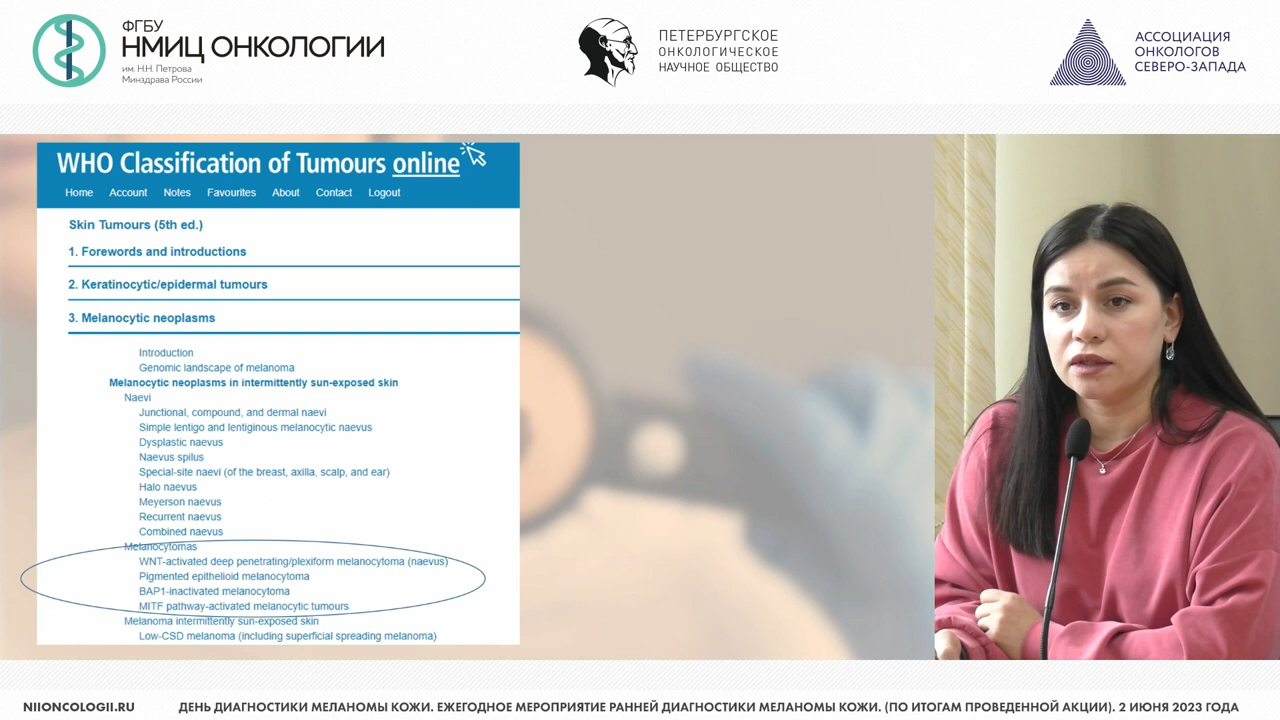 ФГБУ
НМИЦ ОНКОЛОГИИ
им. Н.Н. Петрова
Минздрава России
ПЕТЕРБУРГСКОЕ
ОНКОЛОГИЧЕСКОЕ
НАУЧНОЕ ОБЩЕСТВО
АССОЦИАЦИЯ
ОНКОЛОГОВ
СЕВЕРО-ЗАПАДА
WHO Classification of Tumours online
Home Account Notes Favourites About Contact Logout
Skin Tumours (5th ed.)
1. Forewords and introductions
2. Keratinocytic/epidermal tumours
3. Melanocytic neoplasms
Introduction
Genomic landscape of melanoma
Melanocytic neoplasms in intermittently sun-exposed skin
Naevi
Junctional, compound, and dermal naevi
Simple lentigo and lentiginous melanocytic naevus
Dysplastic naevus
Naevus spilus
Special-site naevi (of the breast, axilla, scalp, and ear)
Halo naevus
Meyerson naevus
Recurrent naevus
Combined naevus
Melanocytomas
WNT-activated deep penetrating/plexiform melanocytoma (naevus)
Pigmented epithelioid melanocytoma
BAP1-inactivated melanocytoma
MITF pathway-activated melanocytic tumours
Melanoma intermittently sun-exposed skin
Low-CSD melanoma (including superficial spreading melanoma)
NIIONCOLOGII.RU
ДЕНЬ ДИАГНОСТИКИ МЕЛАНОМЫ КОЖИ. ЕЖЕГОДНОЕ МЕРОПРИЯТИЕ РАННЕЙ ДИАГНОСТИКИ МЕЛАНОМЫ КОЖИ. (ПО ИТОГАМ ПРОВЕДЕННОЙ АКЦИИ). 2 ИЮНЯ 2023 ГОДА